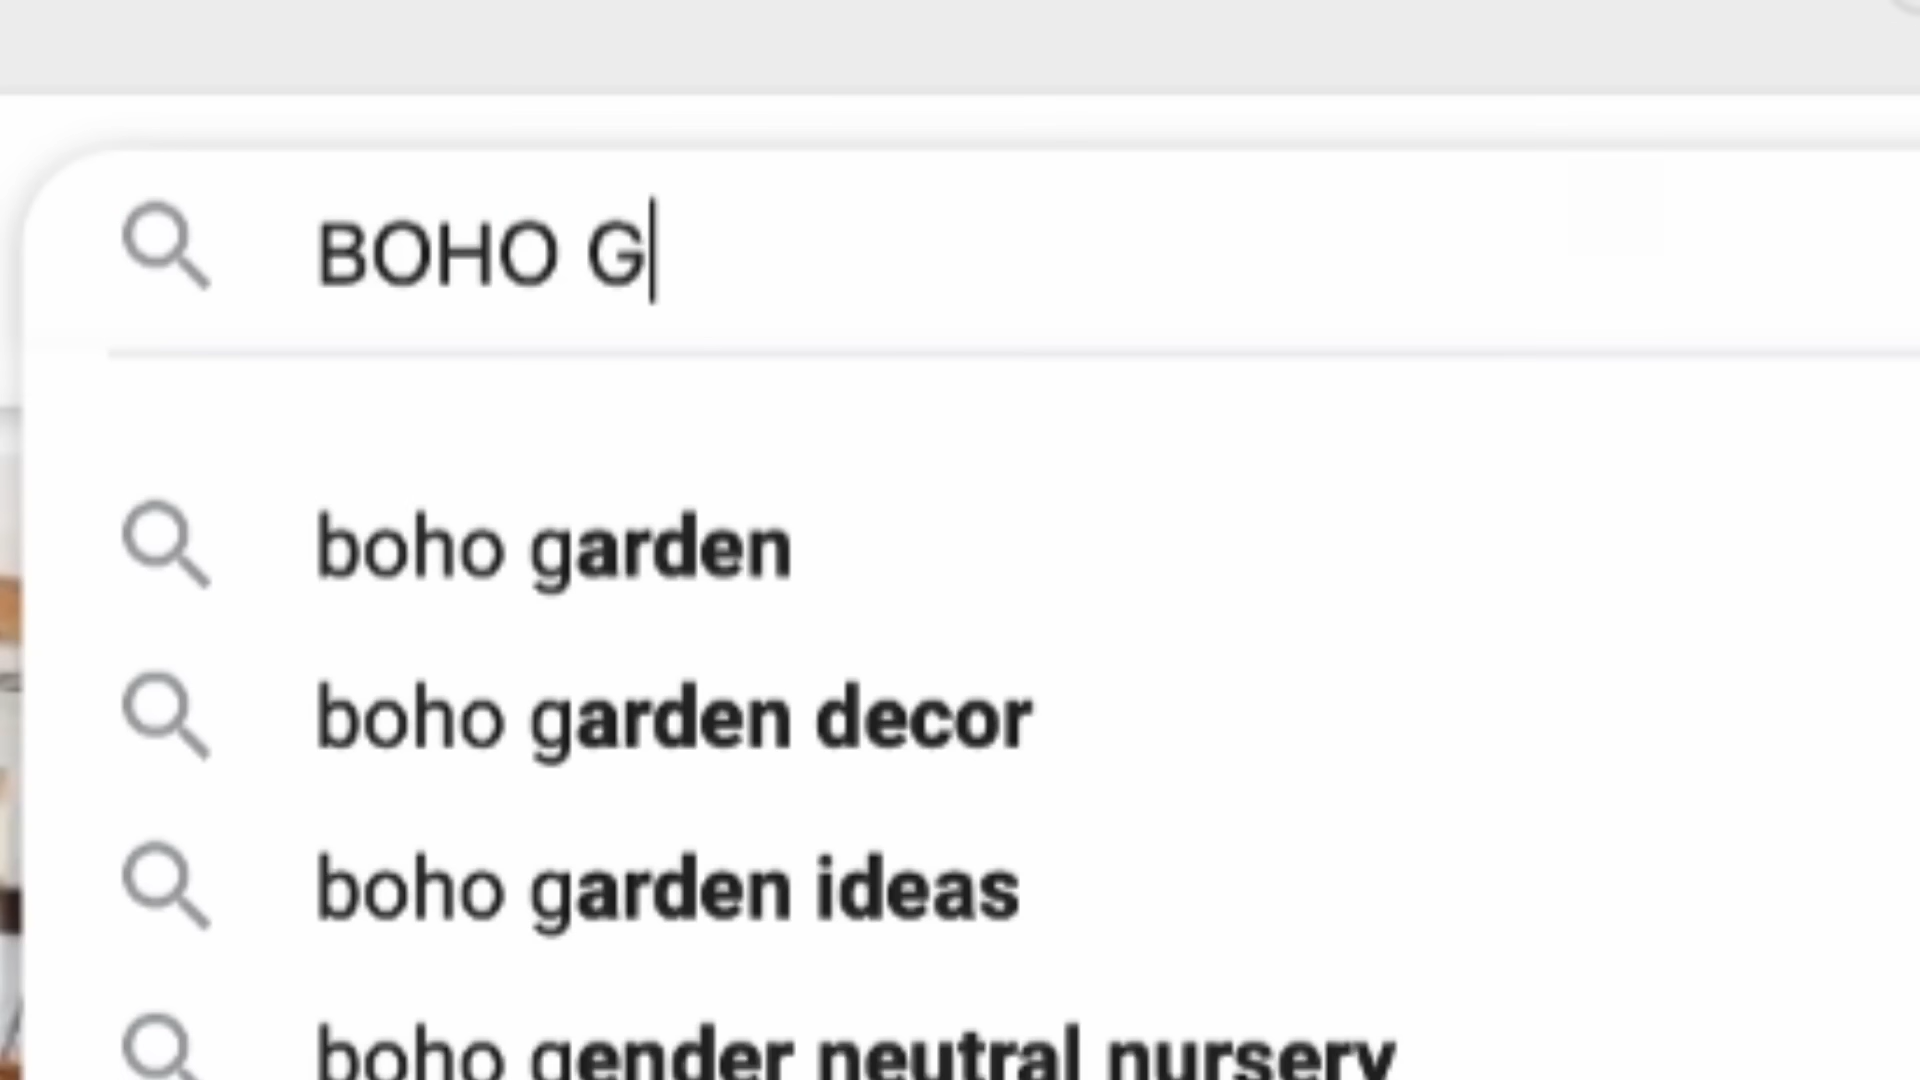 BOHO G
boho garden
boho garden decor
boho garden ideas
boho gender neutral nursery